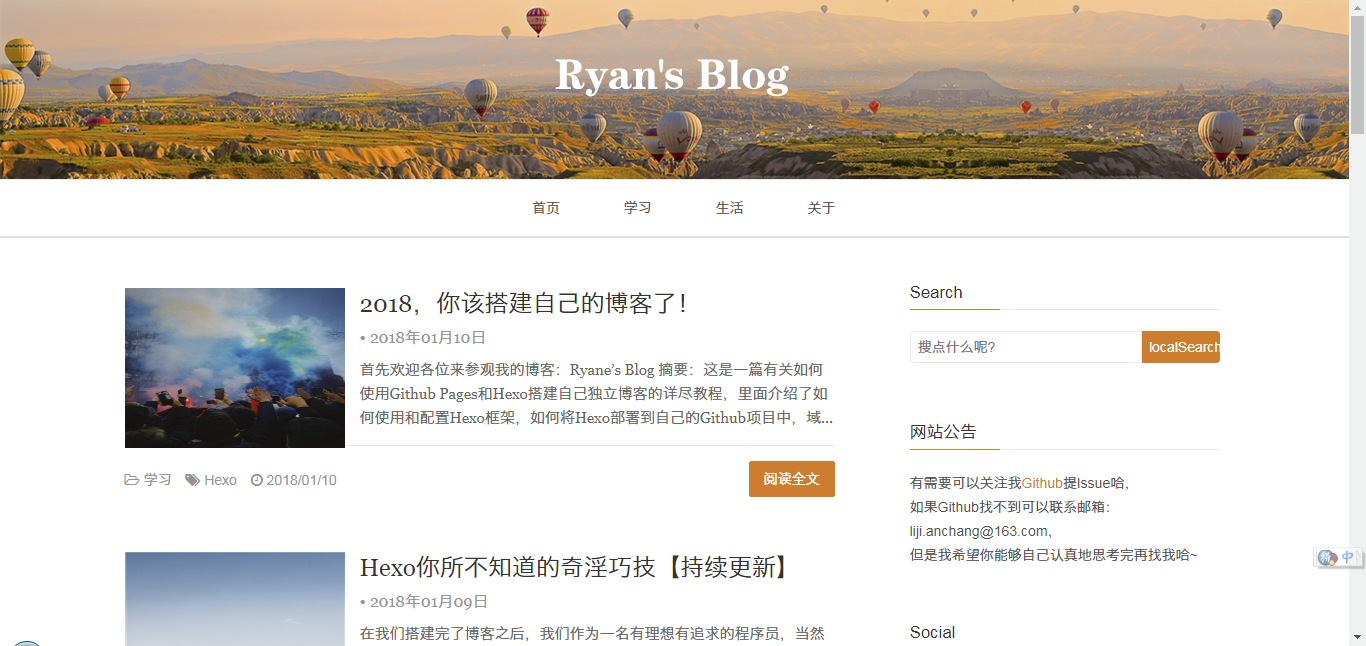 Ryan's Blog
首页 学习 生活 关于
2018，你该搭建自己的博客了！
• 2018年01月10日
首先欢迎各位来参观我的博客：Ryane’s Blog 摘要：这是一篇有关如何
使用Github Pages和Hexo搭建自己独立博客的详尽教程，里面介绍了如
何使用和配置Hexo框架，如何将Hexo部署到自己的Github项目中，域...
学习 Hexo 2018/01/10
阅读全文
Hexo你所不知道的奇淫巧技【持续更新】
• 2018年01月09日
在我们搭建完了博客之后，我们作为一名有理想有追求的程序员，当然
Search
搜点什么呢?
localSearch
网站公告
有需要可以关注我Github提Issue哈，
如果Github找不到可以联系邮箱：
liji.anchang@163.com，
但是我希望你能够自己认真地思考完再找我哈~
Social
中